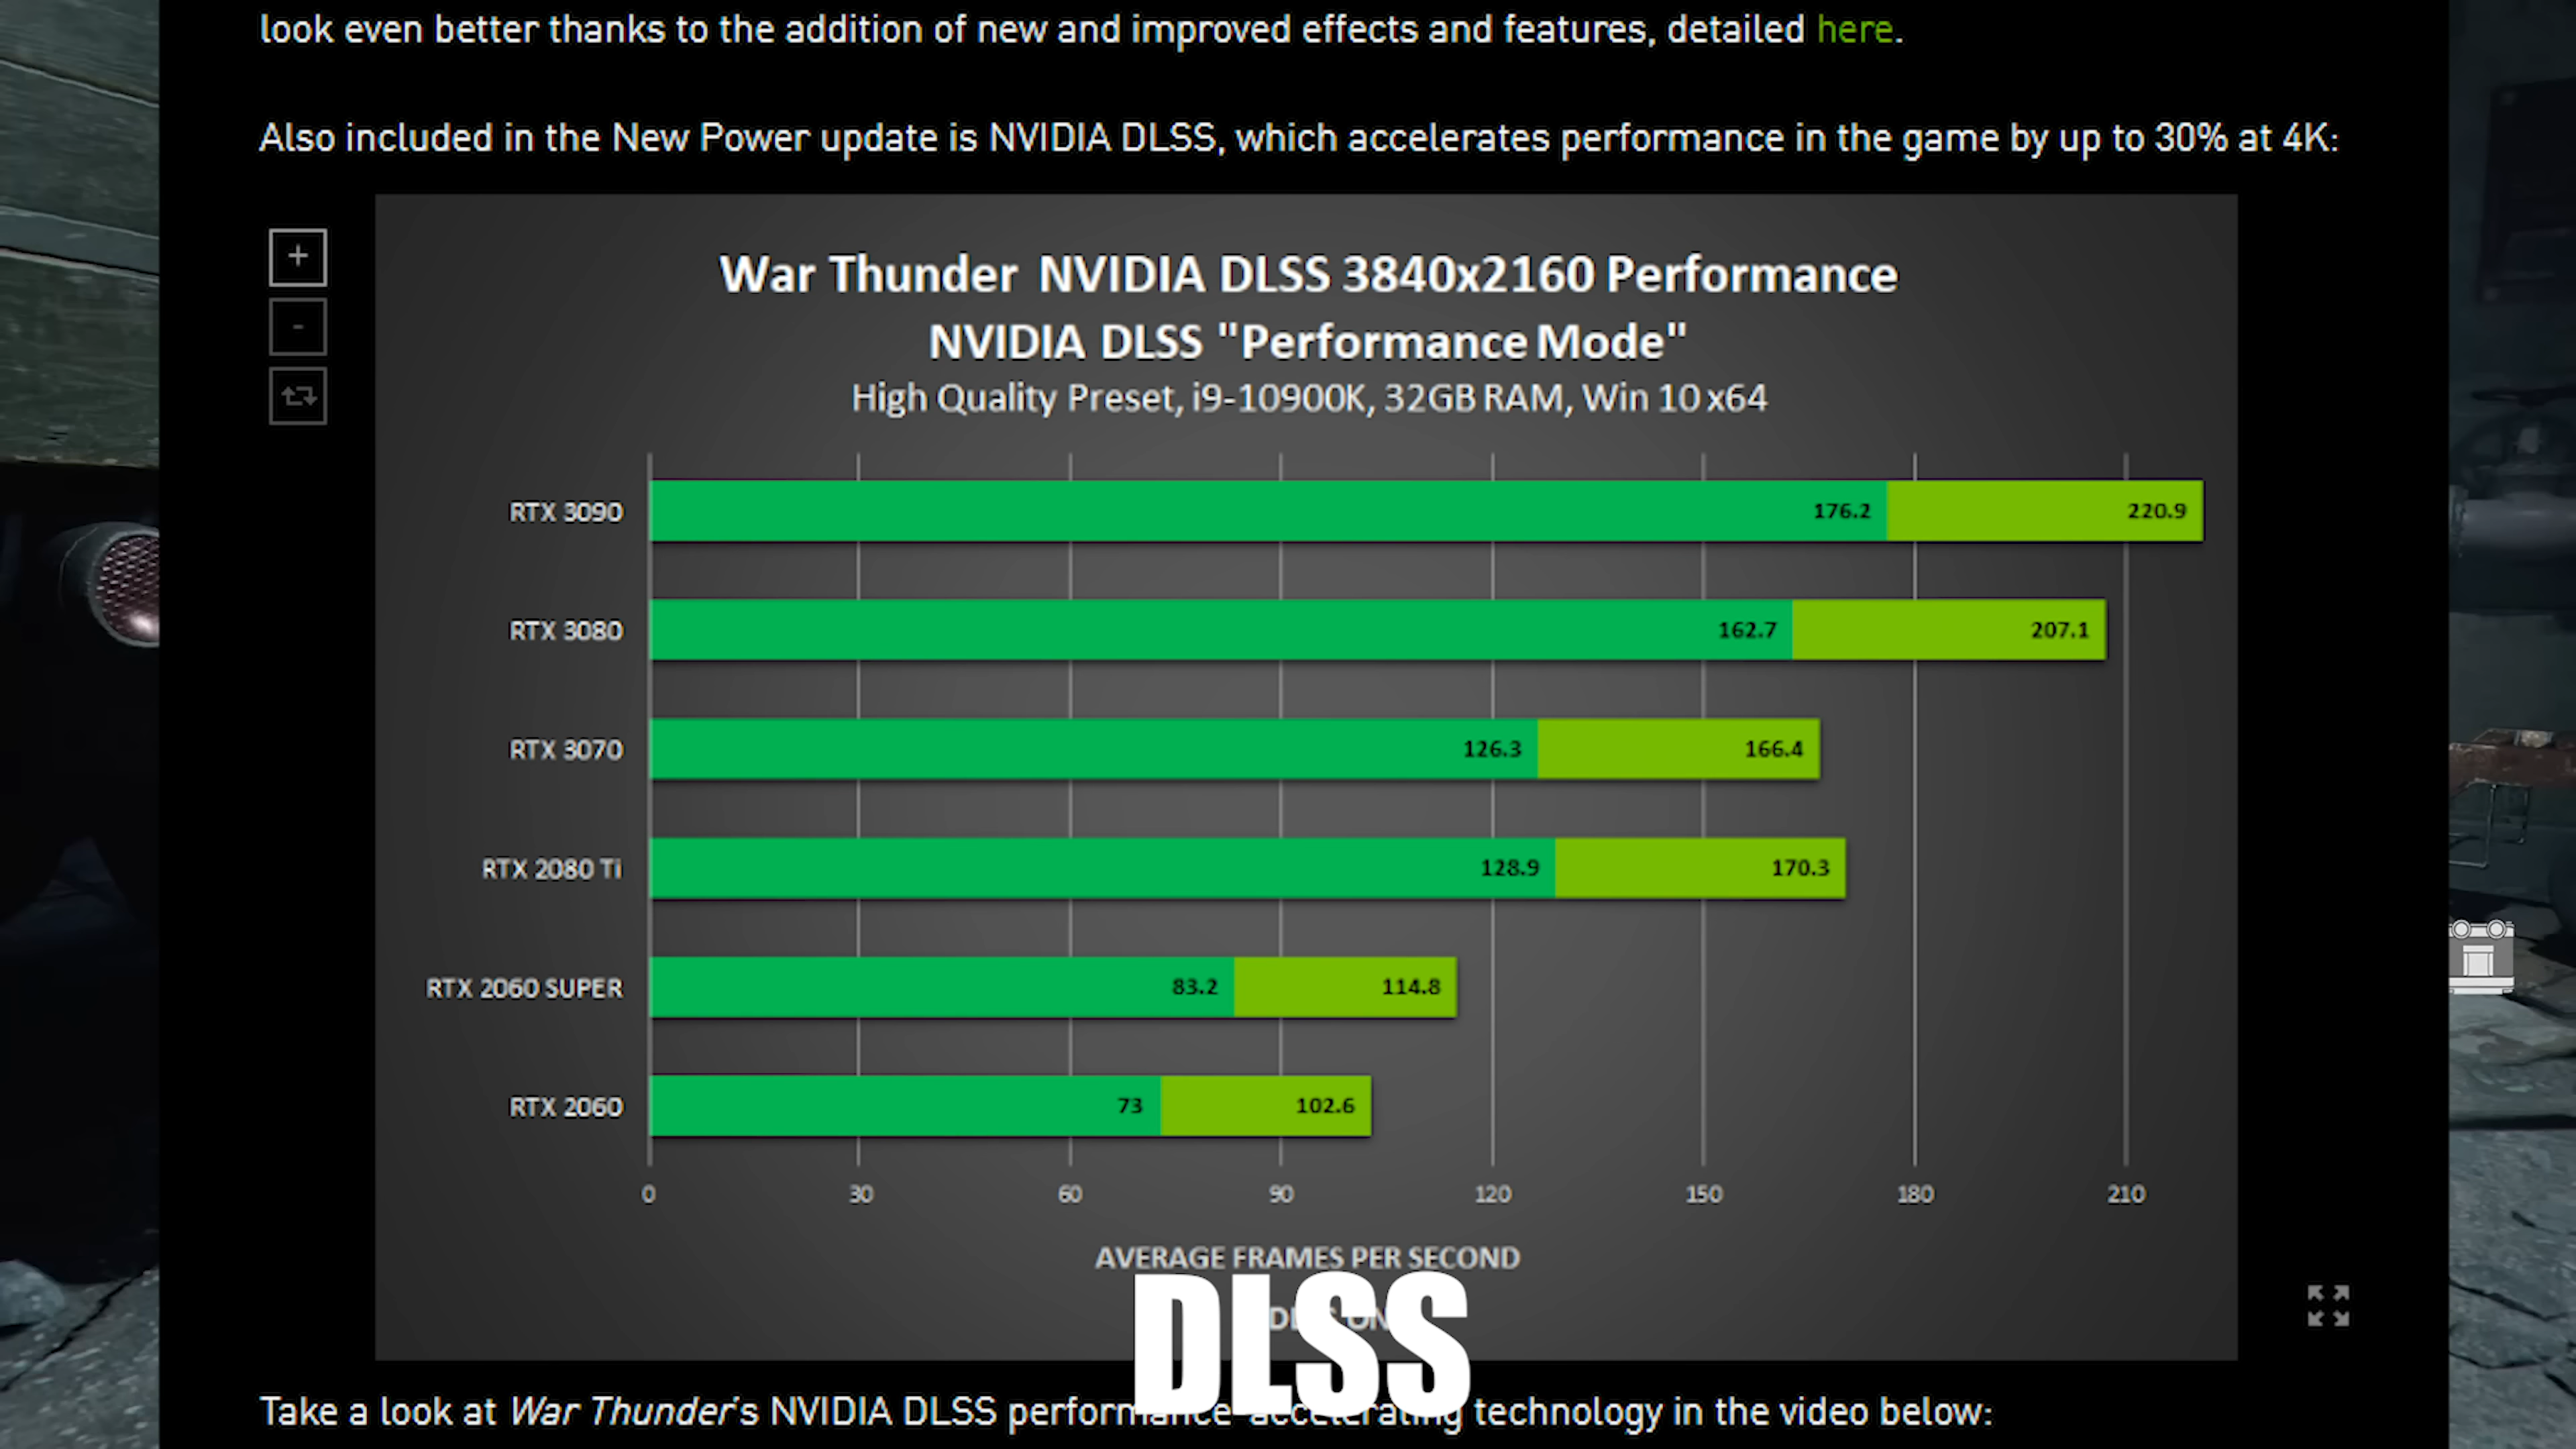 look even better thanks to the addition of new and improved effects and features, detailed here.
Also included in the New Power update is NVIDIA DLSS, which accelerates performance in the game by up to 30% at 4K:
+
-
War Thunder NVIDIA DLSS 3840x2160 Performance
NVIDIA DLSS "Performance Mode"
High Quality Preset, i9-10900K, 32GB RAM, Win 10 x64
RTX 3090 176.2 220.9
RTX 3080 162.7 207.1
RTX 3070 126.3 166.4
RTX 2080 Ti 128.9 170.3
RTX 2060 SUPER 83.2 114.8
RTX 2060 73 102.6
0 30 60 90 120 150 180 210
AVERAGE FRAMES PER SECOND
DLSS
Take a look at War Thunder's NVIDIA DLSS performance-accelerating technology in the video below: